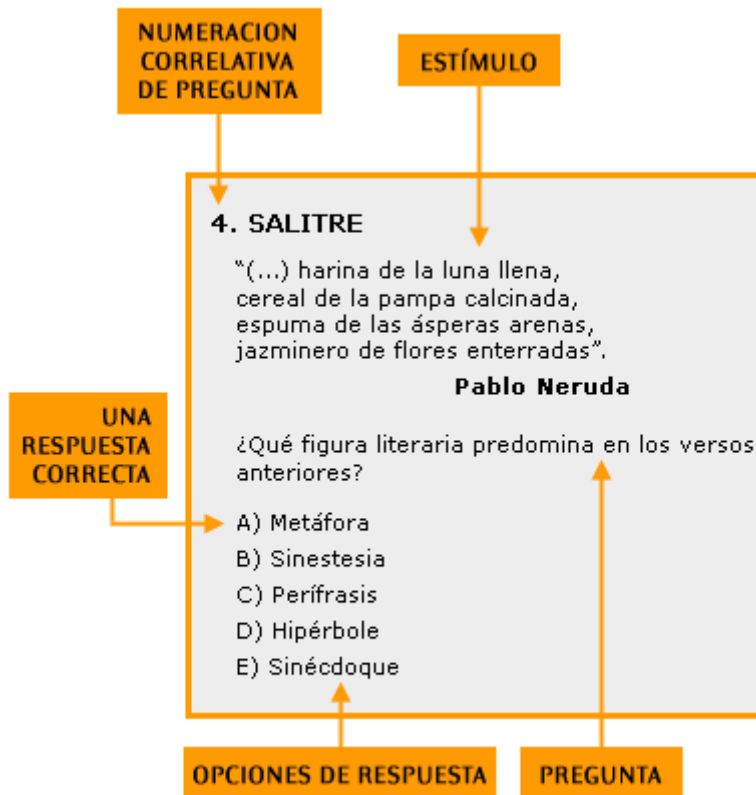 NUMERACION
CORRELATIVA
DE PREGUNTA
ESTÍMULO
4. SALITRE
“(...) harina de la luna llena,
cereal de la pampa calcinada,
espuma de las ásperas arenas,
jazminero de flores enterradas”.
Pablo Neruda
UNA
RESPUESTA
CORRECTA
¿Qué figura literaria predomina en los versos
anteriores?
A) Metáfora
B) Sinestesia
C) Perífrasis
D) Hipérbole
E) Sinécdoque
OPCIONES DE RESPUESTA
PREGUNTA